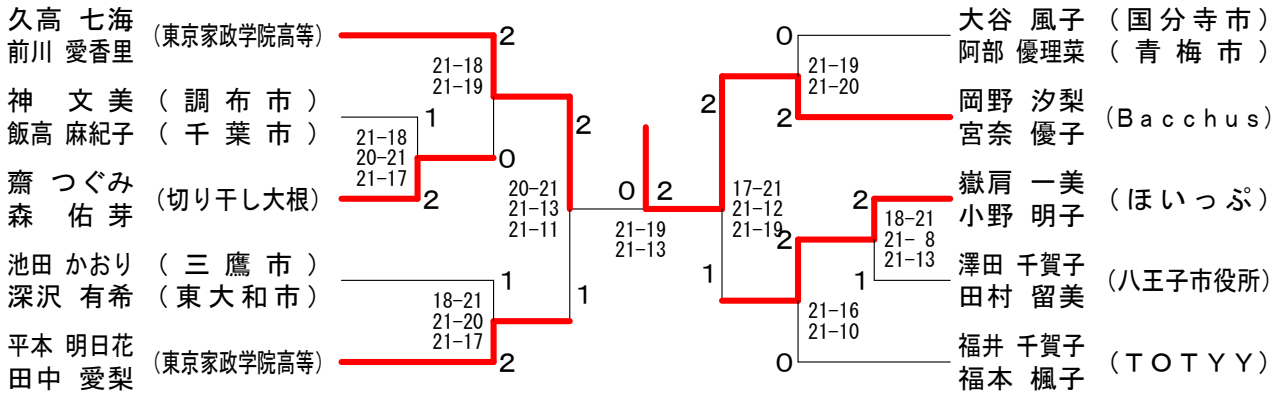 久高 七海
前川 愛香里
(東京家政学院高等)
2
21-18
21-19
神 文美 (調布市)
飯高 麻紀子 (千葉市)
1
21-18
20-21
21-17
0
齋 つぐみ
森 佑芽
(切り干し大根)
2
2
20-21
21-13
21-11
池田 かおり (三鷹市)
深沢 有希 (東大和市)
1
18-21
21-20
21-17
1
平本 明日花
田中 愛梨
(東京家政学院高等)
2
0
2
21-19
21-13
大谷 風子 (国分寺市)
阿部 優理菜 (青梅市)
0
21-19
21-20
2
2
岡野 汐梨
宮奈 優子
(Bacchus)
17-21
21-12
21-19
嶽肩 一美
小野 明子
(ほいっぷ)
2
18-21
21- 8
21-13
2
澤田 千賀子
田村 留美
(八王子市役所)
1
1
21-16
21-10
福井 千賀子
福本 楓子
(TOTYY)
0